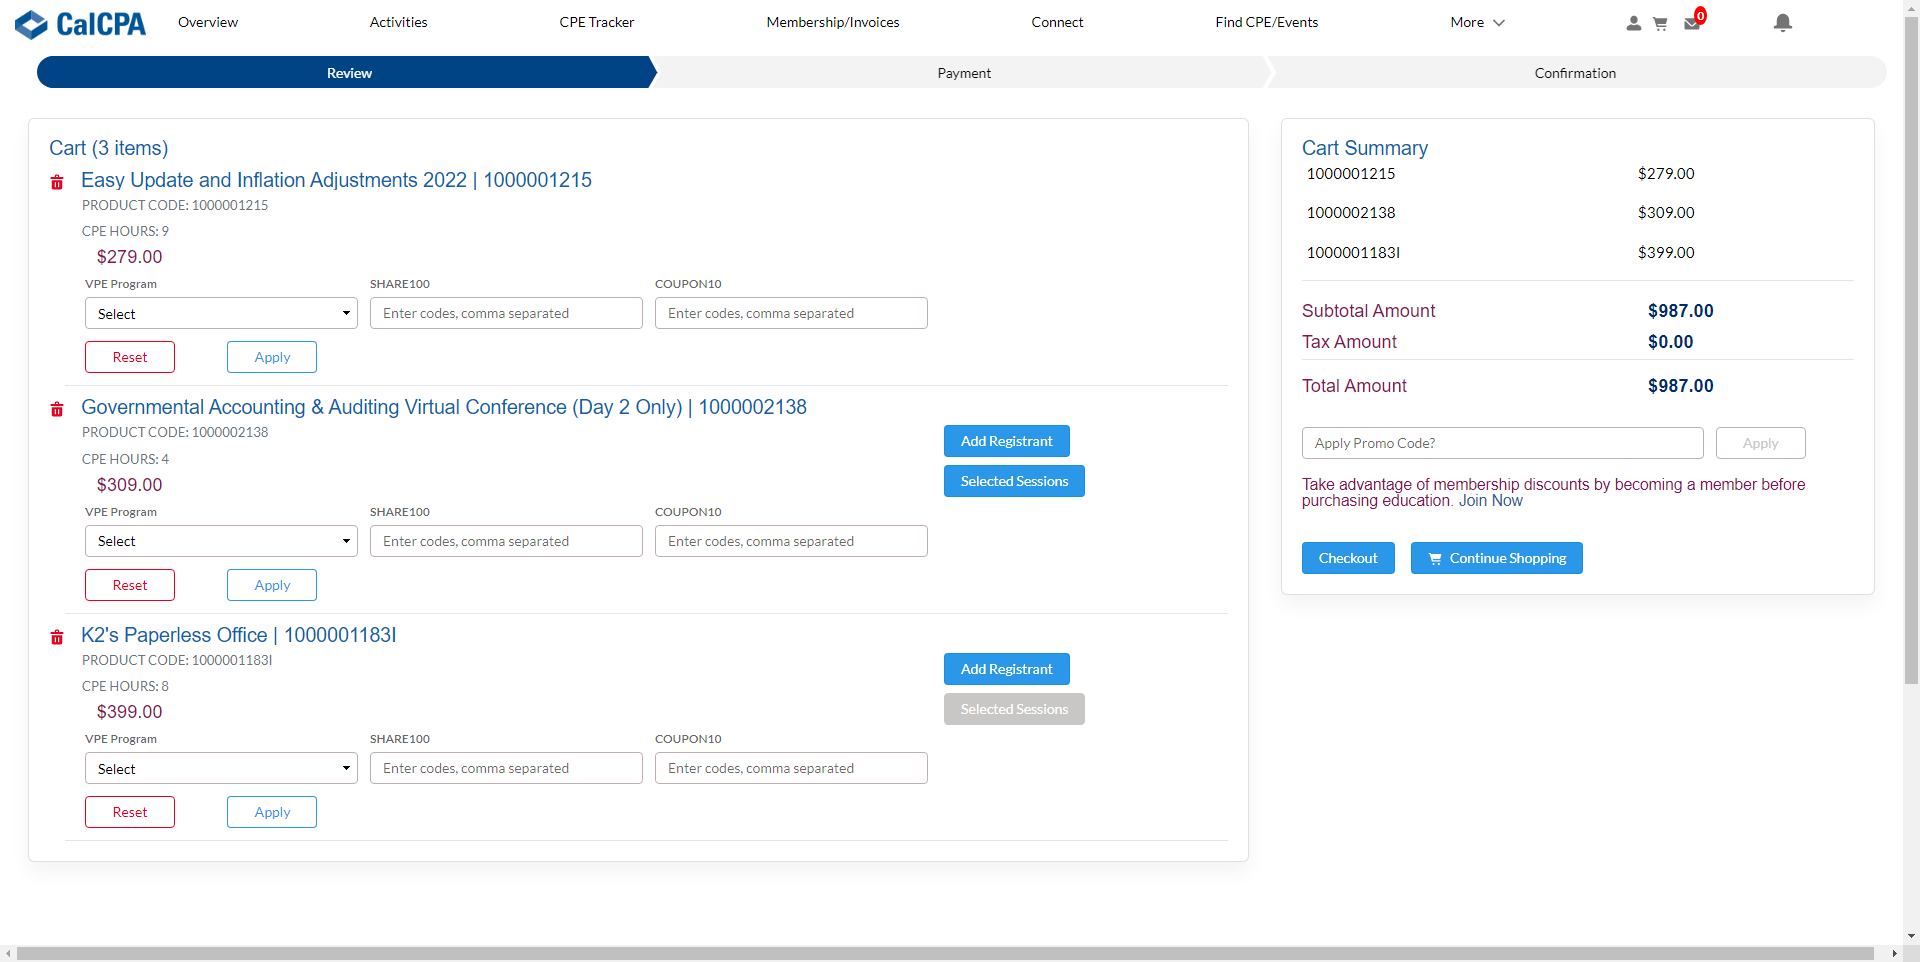 CalCPA
Overview
Activities
CPE Tracker
Membership/Invoices
Connect
Find CPE/Events
More
0
Review
Payment
Confirmation
Cart (3 items)
Easy Update and Inflation Adjustments 2022 | 1000001215
PRODUCT CODE: 1000001215
CPE HOURS: 9
$279.00
VPE Program
SHARE100
COUPON10
Select
Enter codes, comma separated
Enter codes, comma separated
Reset
Apply
Governmental Accounting & Auditing Virtual Conference (Day 2 Only) | 1000002138
PRODUCT CODE: 1000002138
Add Registrant
CPE HOURS: 4
Selected Sessions
$309.00
VPE Program
SHARE100
COUPON10
Select
Enter codes, comma separated
Enter codes, comma separated
Reset
Apply
K2's Paperless Office | 1000001183I
PRODUCT CODE: 1000001183I
Add Registrant
CPE HOURS: 8
Selected Sessions
$399.00
VPE Program
SHARE100
COUPON10
Select
Enter codes, comma separated
Enter codes, comma separated
Reset
Apply
Cart Summary
1000001215 $279.00
1000002138 $309.00
1000001183I $399.00
Subtotal Amount $987.00
Tax Amount $0.00
Total Amount $987.00
Apply Promo Code?
Apply
Take advantage of membership discounts by becoming a member before
purchasing education. Join Now
Checkout
Continue Shopping